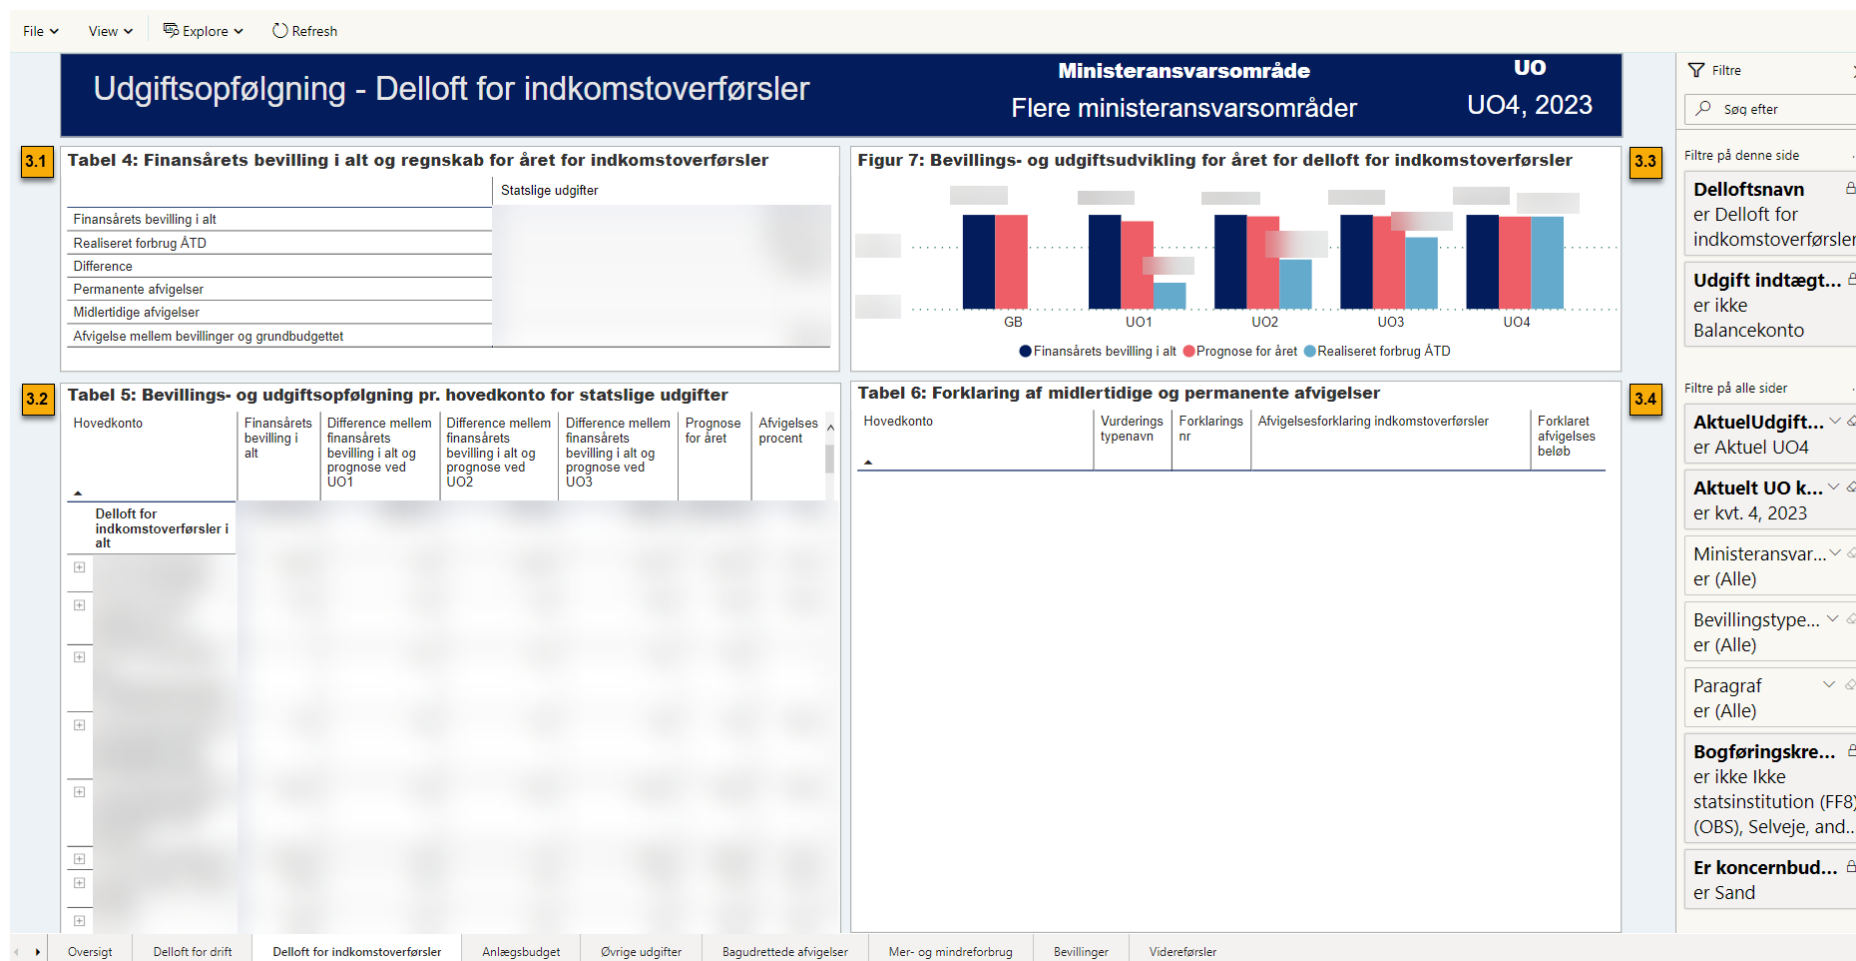 File View Explore Refresh
Udgiftsopfølgning - Delloft for indkomstoverførsler
Ministeransvarsområde
Flere ministeransvarsområder
UO
UO4, 2023
3.1
Tabel 4: Finansårets bevilling i alt og regnskab for året for indkomstoverførsler
Statslige udgifter
Finansårets bevilling i alt
Realiseret forbrug ÅTD
Difference
Permanente afvigelser
Midlertidige afvigelser
Afvigelse mellem bevillinger og grundbudgettet
Figur 7: Bevillings- og udgiftsudvikling for året for delloft for indkomstoverførsler
3.3
GB UO1 UO2 UO3 UO4
Finansårets bevilling i alt Prognose for året Realiseret forbrug ÅTD
3.2
Tabel 5: Bevillings- og udgiftsopfølgning pr. hovedkonto for statslige udgifter
Hovedkonto
Finansårets
bevilling i
alt
Difference mellem
finansårets
bevilling i alt og
prognose ved
UO1
Difference mellem
finansårets
bevilling i alt og
prognose ved
UO2
Difference mellem
finansårets
bevilling i alt og
prognose ved
UO3
Prognose
for året
Afvigelses
procent
Delloft for
indkomstoverførsler i
alt
Tabel 6: Forklaring af midlertidige og permanente afvigelser
3.4
Hovedkonto
Vurderings
typenavn
Forklarings
nr
Afvigelsesforklaring indkomstoverførsler
Forklaret
afvigelses
beløb
Filtre
Søg efter
Filtre på denne side
Delloftsnavn
er Delloft for
indkomstoverførsler
Udgift indtægt...
er ikke
Balancekonto
Filtre på alle sider
AktuelUdgift...
er Aktuel UO4
Aktuelt UO k...
er kvt. 4, 2023
Ministeransvar...
er (Alle)
Bevillingstype...
er (Alle)
Paragraf
er (Alle)
Bogføringskre...
er ikke Ikke
statsinstitution (FF8)
(OBS), Selveje, and...
Er koncernbud...
er Sand
Oversigt Delloft for drift Delloft for indkomstoverførsler Anlægsbudget Øvrige udgifter Bagudrettede afvigelser Mer- og mindreforbrug Bevillinger Videreførsler